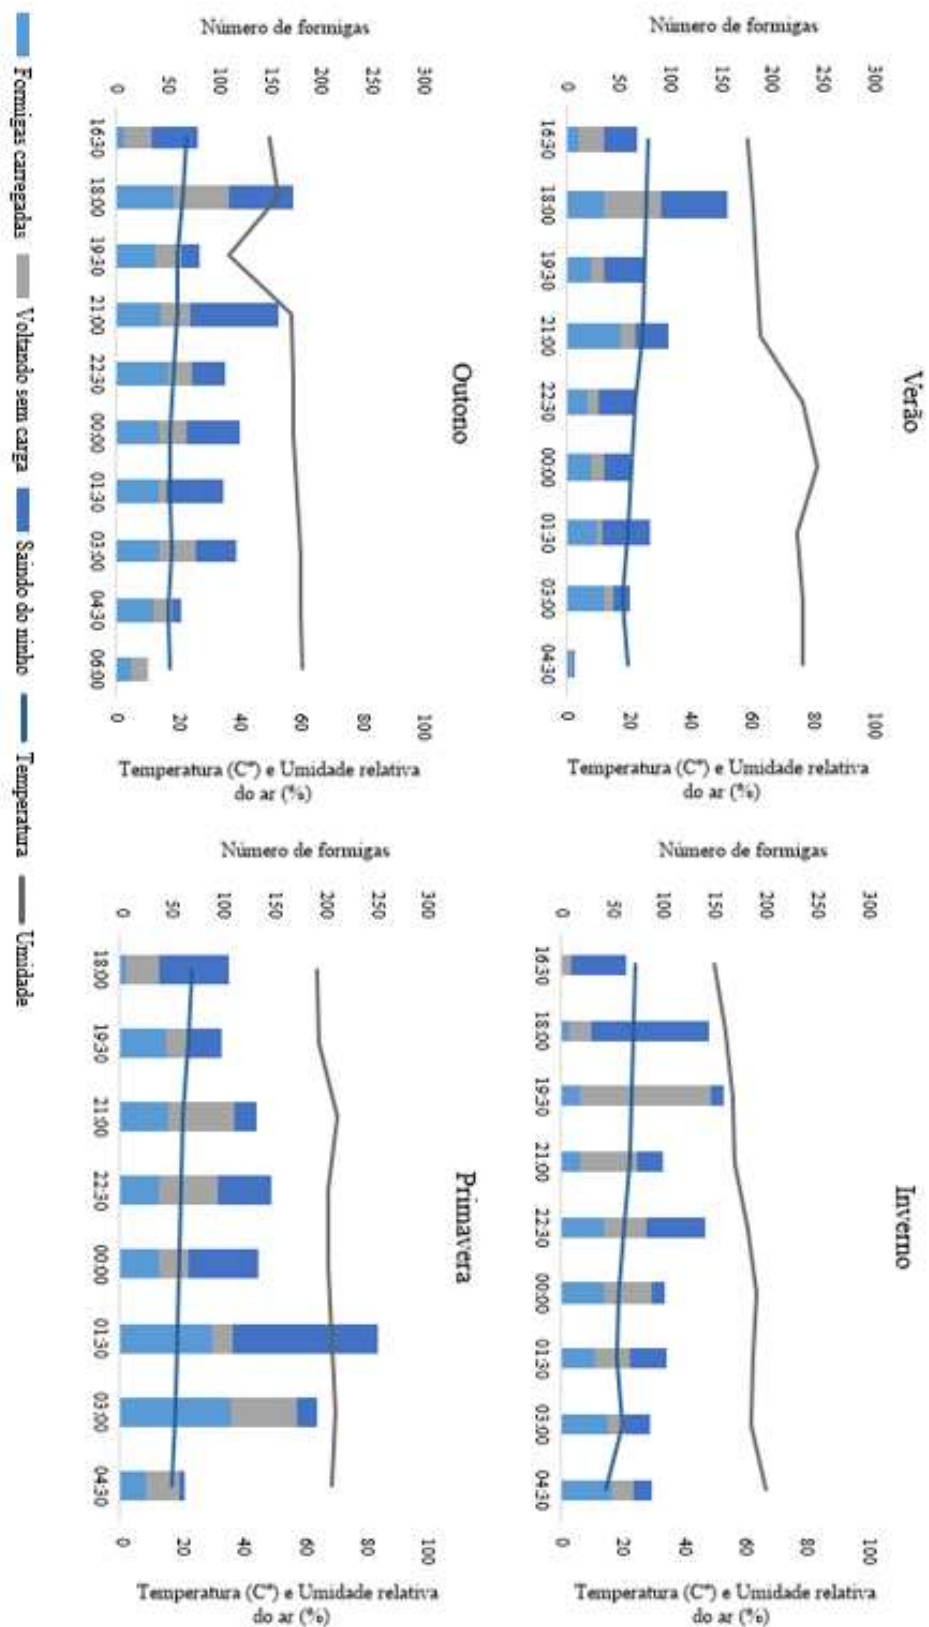 Verão
Número de formigas
300
250
200
150
100
50
0
16:30 18:00 19:30 21:00 22:30 00:00 01:30 03:00 04:30
100
80
60
40
20
0
Temperatura (Cº) e Umidade relativa
do ar (%)
Inverno
Número de formigas
300
250
200
150
100
50
0
16:30 18:00 19:30 21:00 22:30 00:00 01:30 03:00 04:30
100
80
60
40
20
0
Temperatura (Cº) e Umidade relativa
do ar (%)
Outono
Número de formigas
300
250
200
150
100
50
0
16:30 18:00 19:30 21:00 22:30 00:00 01:30 03:00 04:30 06:00
100
80
60
40
20
0
Temperatura (Cº) e Umidade relativa
do ar (%)
Primavera
Número de formigas
300
250
200
150
100
50
0
18:00 19:30 21:00 22:30 00:00 01:30 03:00 04:30
100
80
60
40
20
0
Temperatura (Cº) e Umidade relativa
do ar (%)
Formigas carregadas Voltando sem carga Saindo do ninho Temperatura Umidade